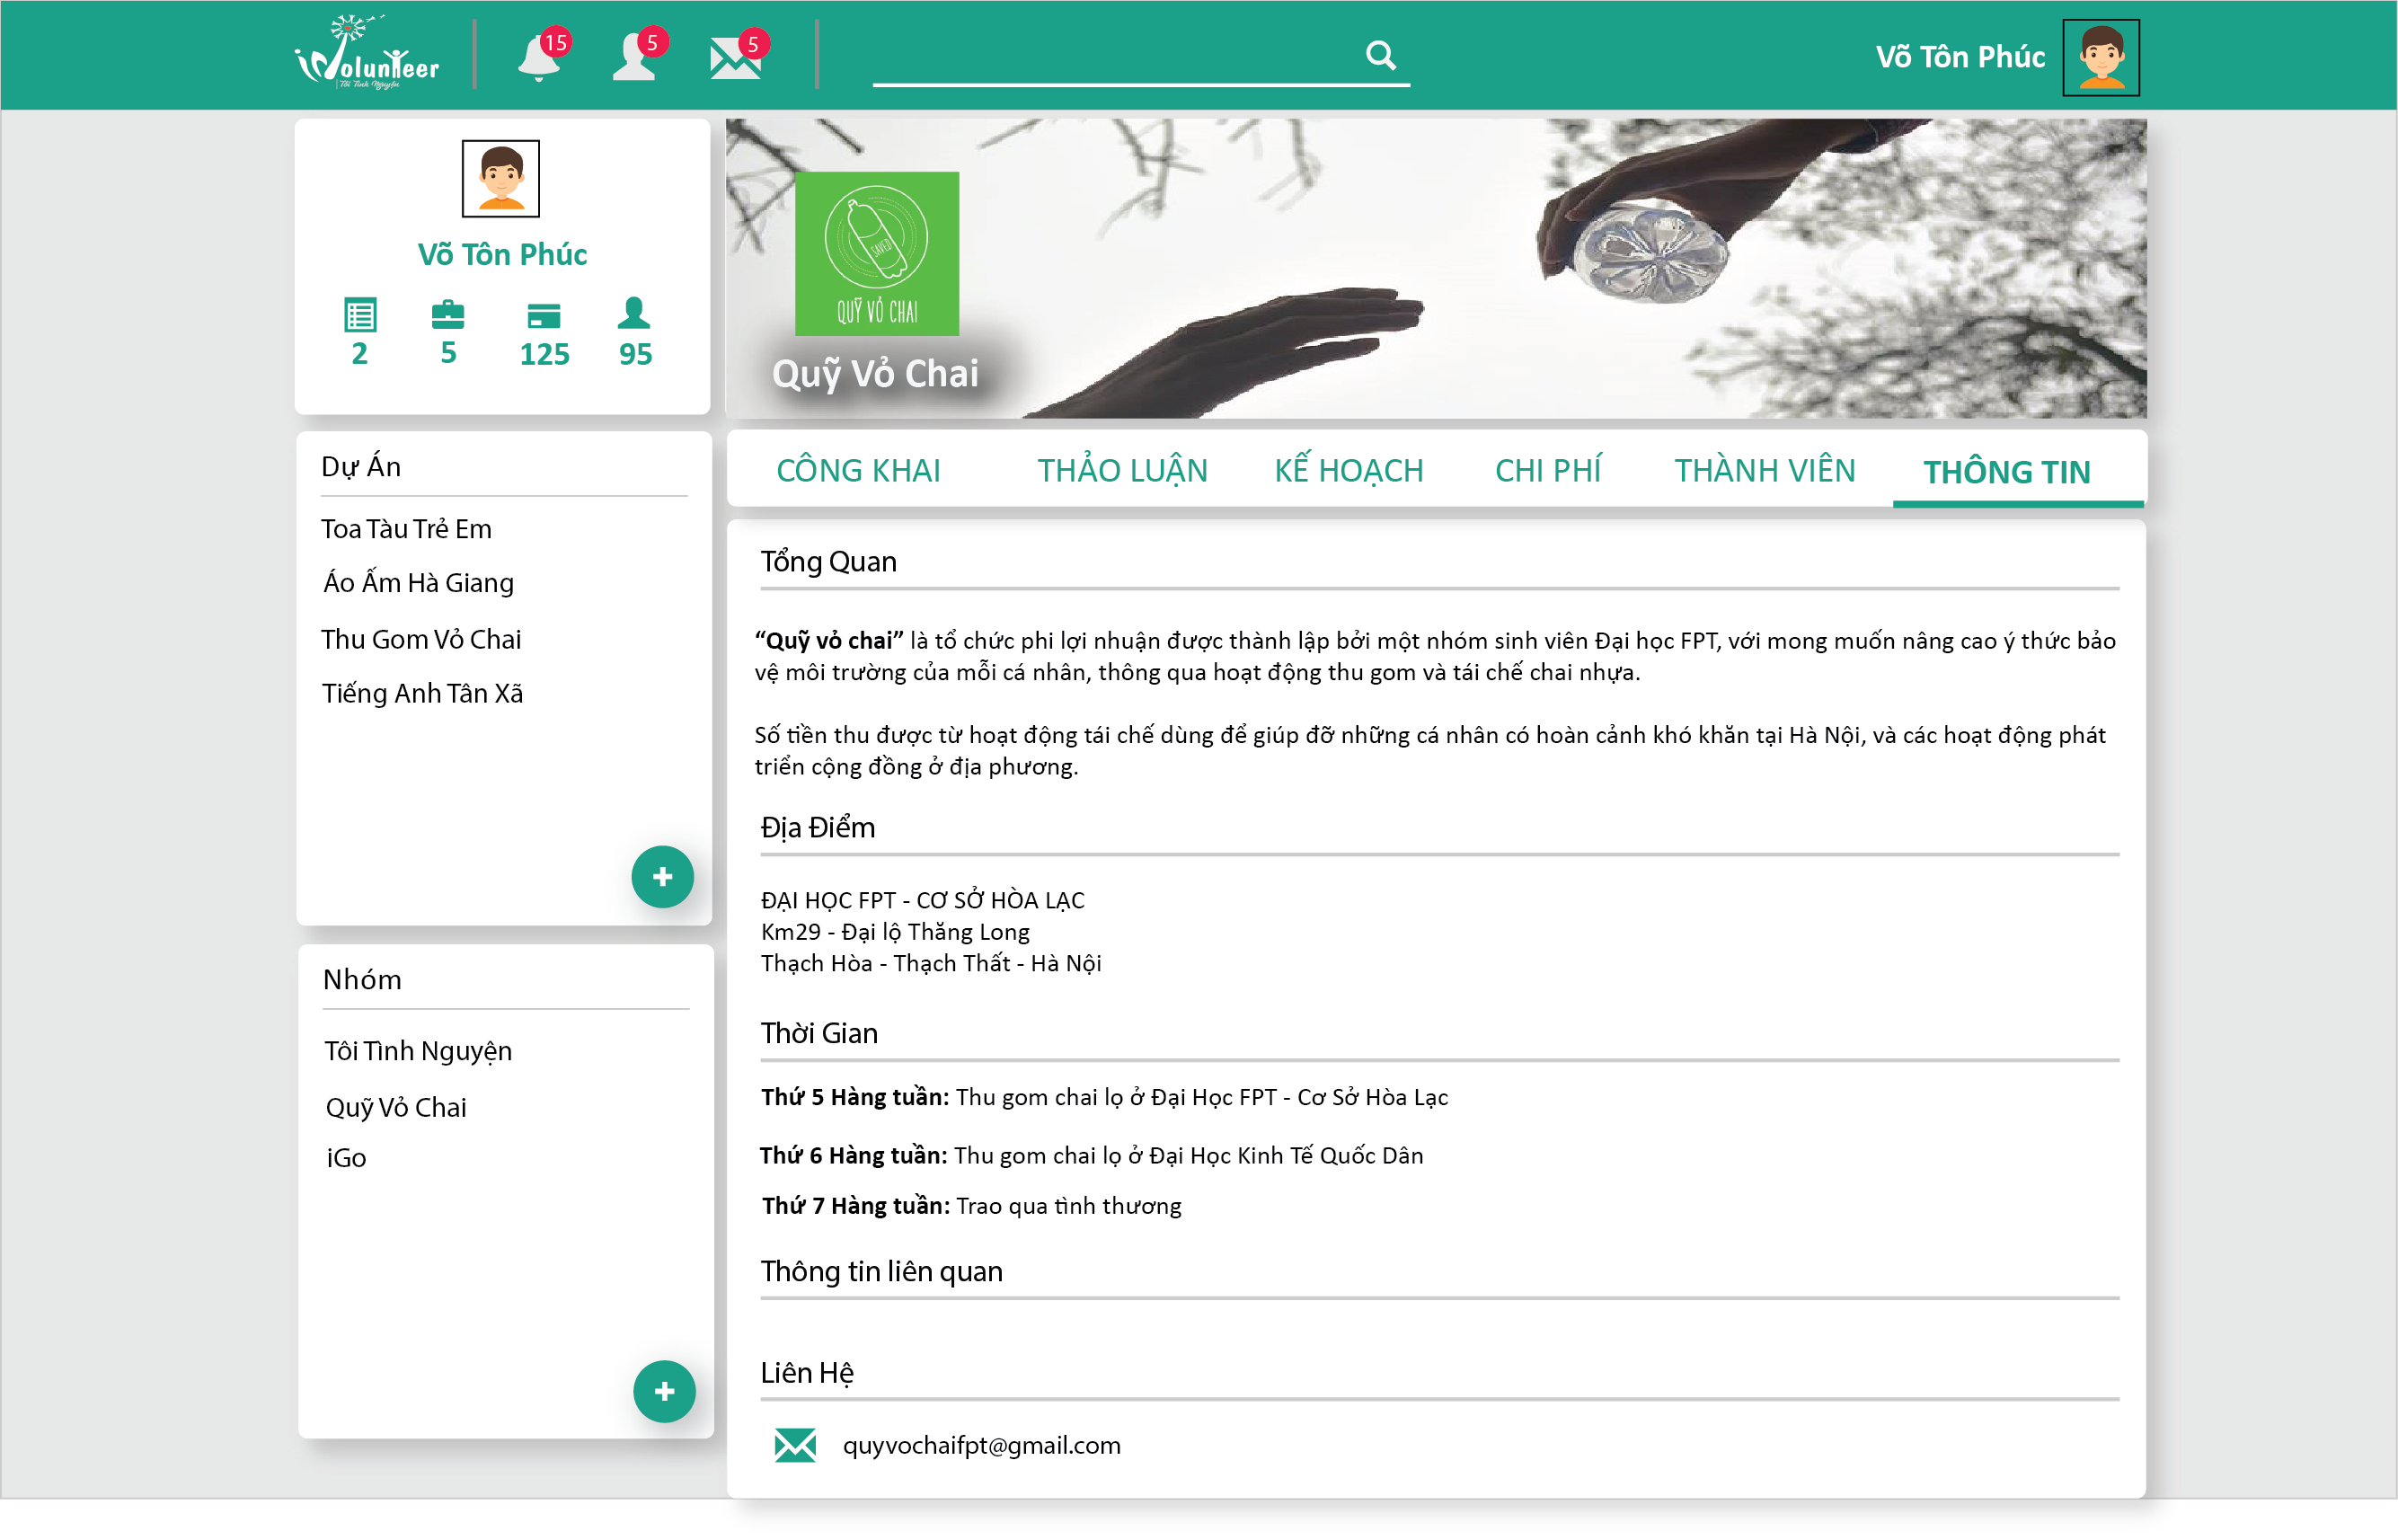 Volunteer
Tôi Tình Nguyện
15
5
5
Võ Tôn Phúc
Võ Tôn Phúc
2
5
125
95
SAVED
QUỸ VỎ CHAI
Quỹ Vỏ Chai
Dự Án
Toa Tàu Trẻ Em
Áo Ấm Hà Giang
Thu Gom Vỏ Chai
Tiếng Anh Tân Xã
Nhóm
Tôi Tình Nguyện
Quỹ Vỏ Chai
iGo
CÔNG KHAI
THẢO LUẬN
KẾ HOẠCH
CHI PHÍ
THÀNH VIÊN
THÔNG TIN
Tổng Quan
“Quỹ vỏ chai” là tổ chức phi lợi nhuận được thành lập bởi một nhóm sinh viên Đại học FPT, với mong muốn nâng cao ý thức bảo
vệ môi trường của mỗi cá nhân, thông qua hoạt động thu gom và tái chế chai nhựa.
Số tiền thu được từ hoạt động tái chế dùng để giúp đỡ những cá nhân có hoàn cảnh khó khăn tại Hà Nội, và các hoạt động phát
triển cộng đồng ở địa phương.
Địa Điểm
ĐẠI HỌC FPT - CƠ SỞ HÒA LẠC
Km29 - Đại lộ Thăng Long
Thạch Hòa - Thạch Thất - Hà Nội
Thời Gian
Thứ 5 Hàng tuần: Thu gom chai lọ ở Đại Học FPT - Cơ Sở Hòa Lạc
Thứ 6 Hàng tuần: Thu gom chai lọ ở Đại Học Kinh Tế Quốc Dân
Thứ 7 Hàng tuần: Trao qua tình thương
Thông tin liên quan
Liên Hệ
quyvochaifpt@gmail.com